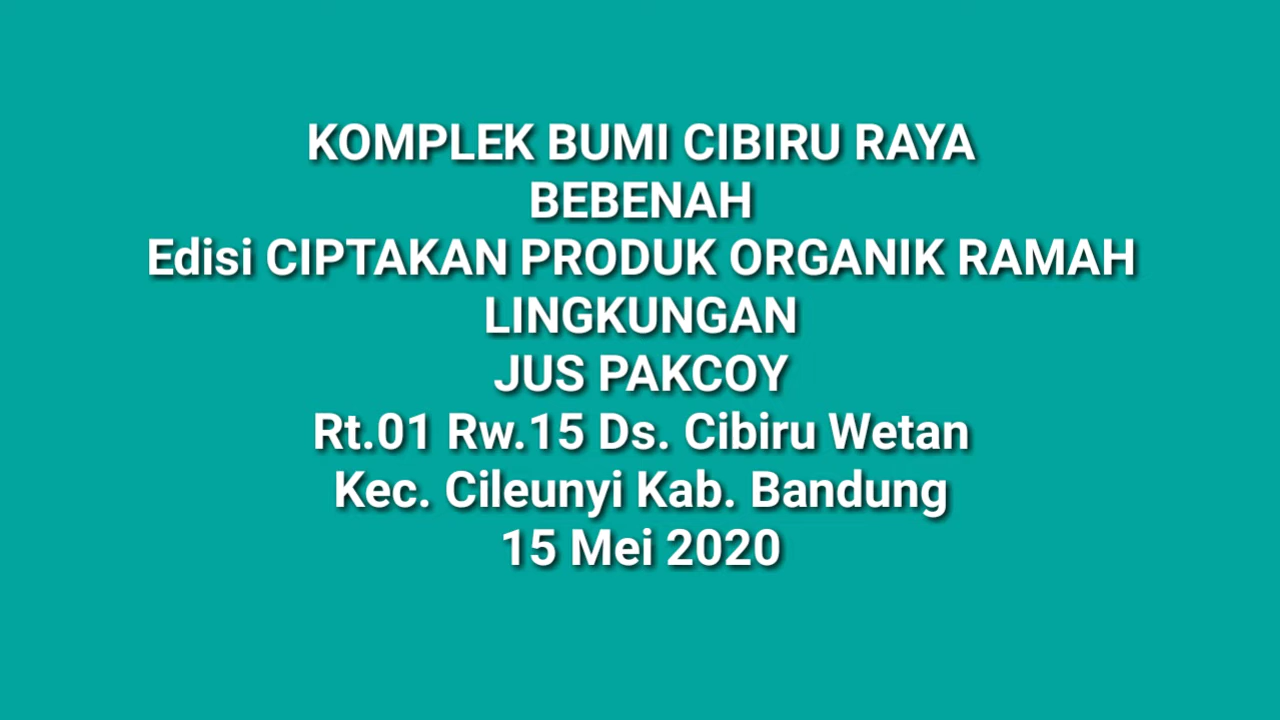 KOMPLEK BUMI CIBIRU RAYA
BEBENAH
Edisi CIPTAKAN PRODUK ORGANIK RAMAH
LINGKUNGAN
JUS PAKCOY
Rt.01 Rw.15 Ds. Cibiru Wetan
Kec. Cileunyi Kab. Bandung
15 Mei 2020